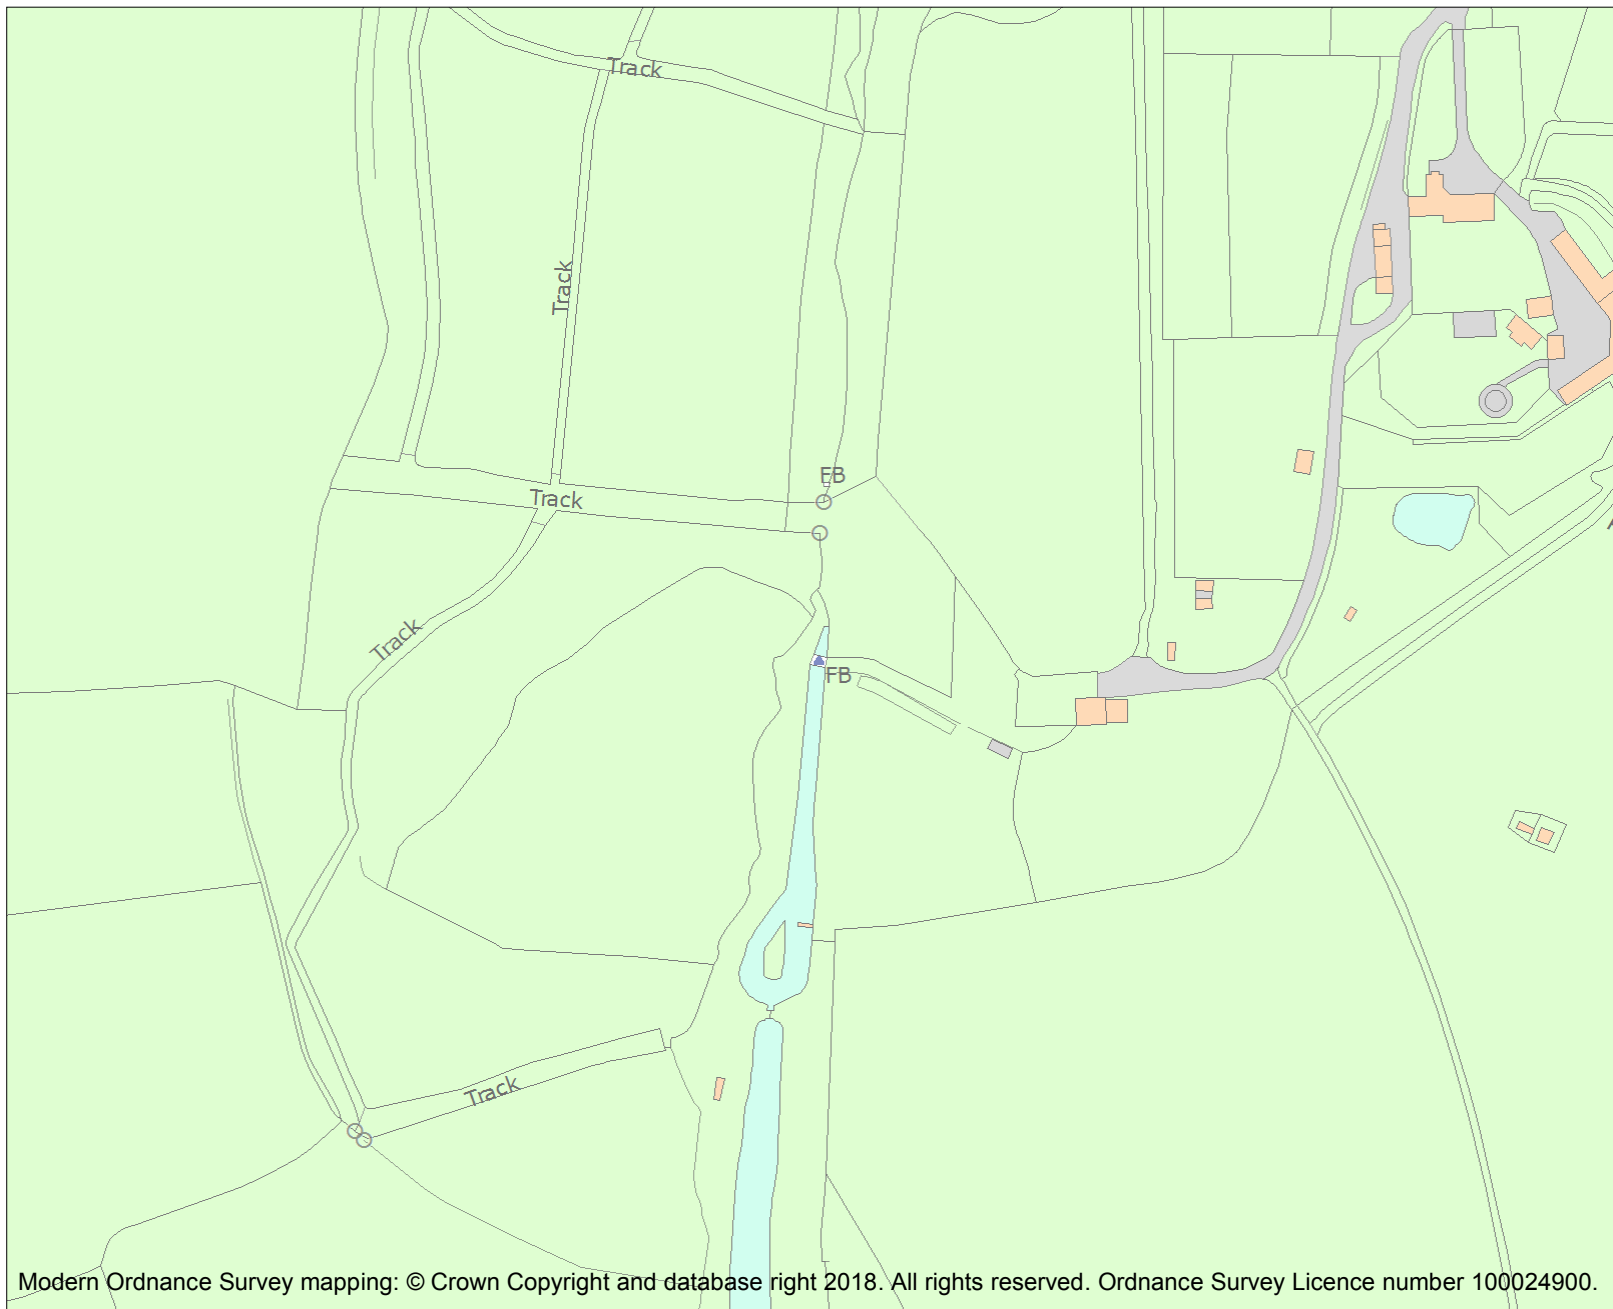 Track
Track
FB
Track
Track
FB
Track
Modern Ordnance Survey mapping: © Crown Copyright and database right 2018. All rights reserved. Ordnance Survey Licence number 100024900.